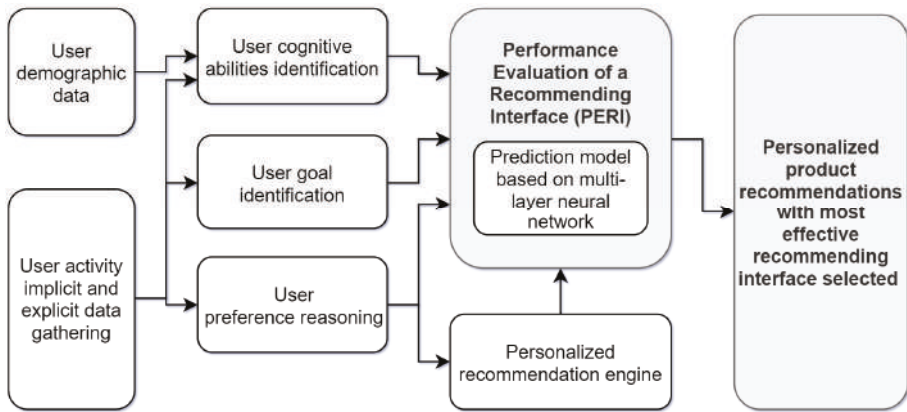 User
demographic
data
User activity
implicit and
explicit data
gathering
User cognitive
abilities identification
User goal
identification
User
preference reasoning
Performance
Evaluation of a
Recommending
Interface (PERI)
Prediction model
based on multi-
layer neural
network
Personalized
recommendation engine
Personalized
product
recommendations
with most
effective
recommending
interface selected